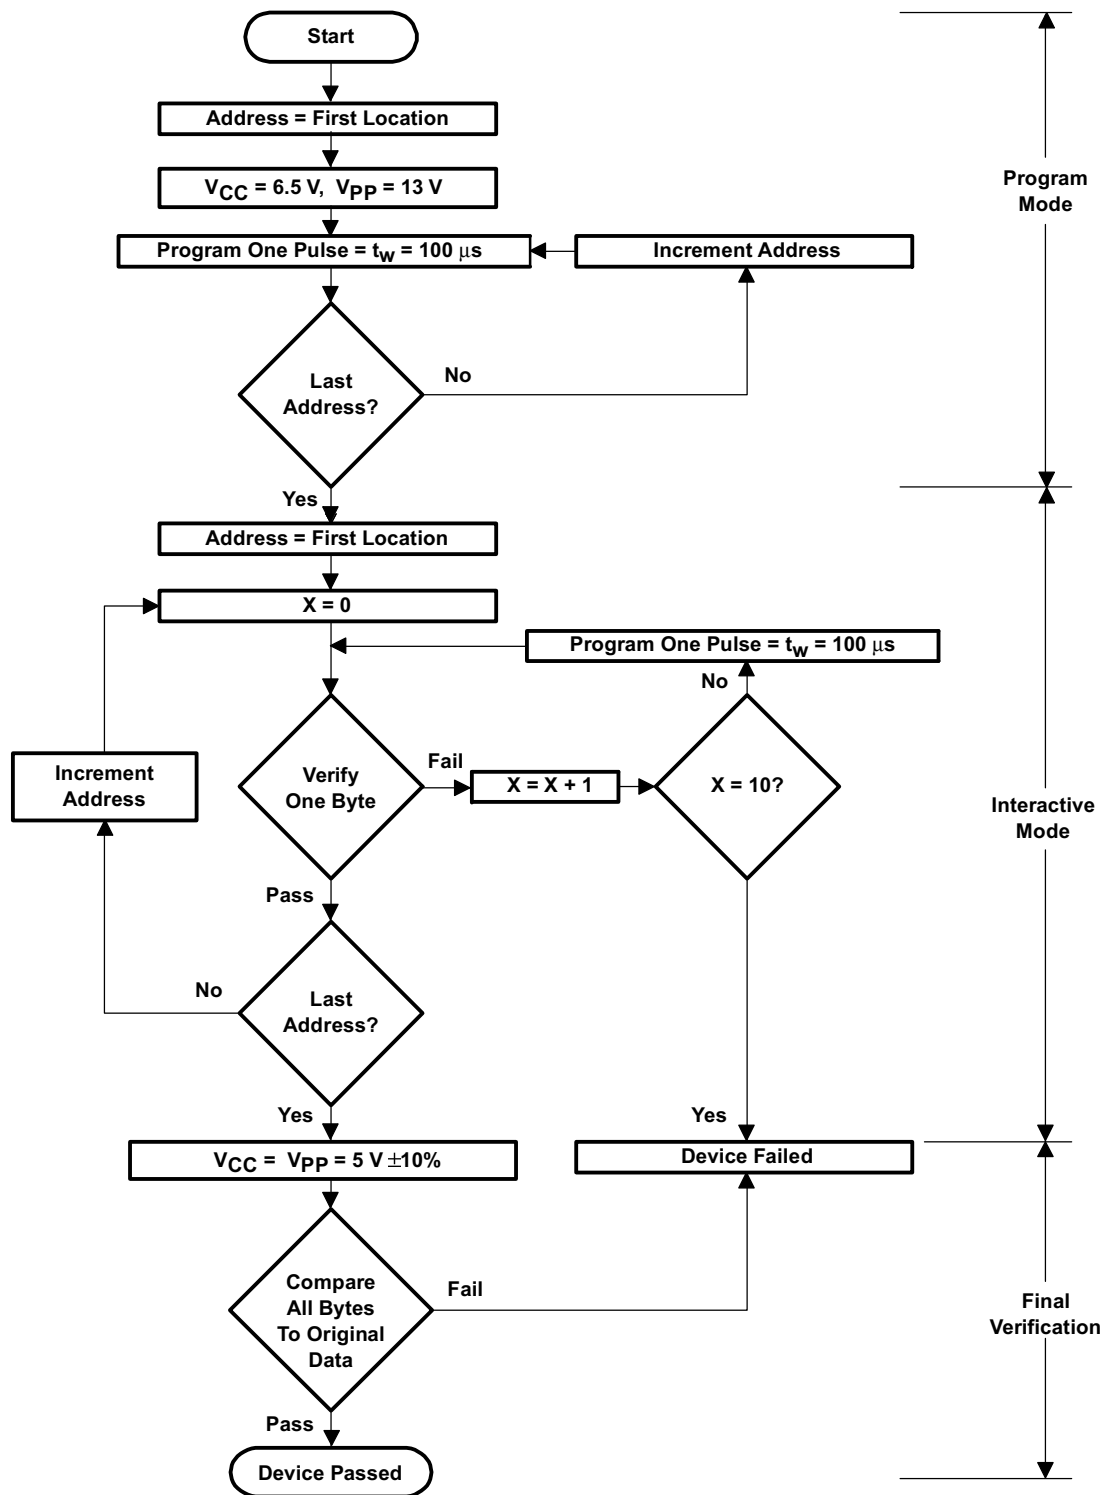 Start
Address = First Location
VCC = 6.5 V, VPP = 13 V
Program One Pulse = tw = 100 μs
Increment Address
Program
Mode
Last
Address?
No
Yes
Address = First Location
X = 0
Program One Pulse = tw = 100 μs
No
Increment
Address
Verify
One Byte
Fail
X = X + 1
X = 10?
Interactive
Mode
Pass
No
Last
Address?
Yes
Yes
VCC = VPP = 5 V ±10%
Device Failed
Compare
All Bytes
To Original
Data
Fail
Final
Verification
Pass
Device Passed